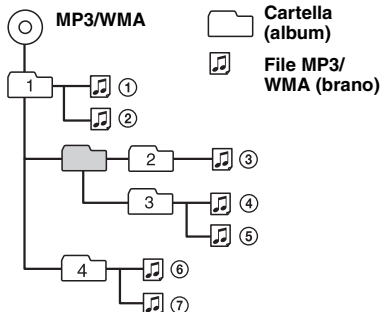 MP3/WMA
Cartella
(album)
File MP3/
WMA (brano)
1
①
②
2
③
3
④
⑤
4
⑥
⑦